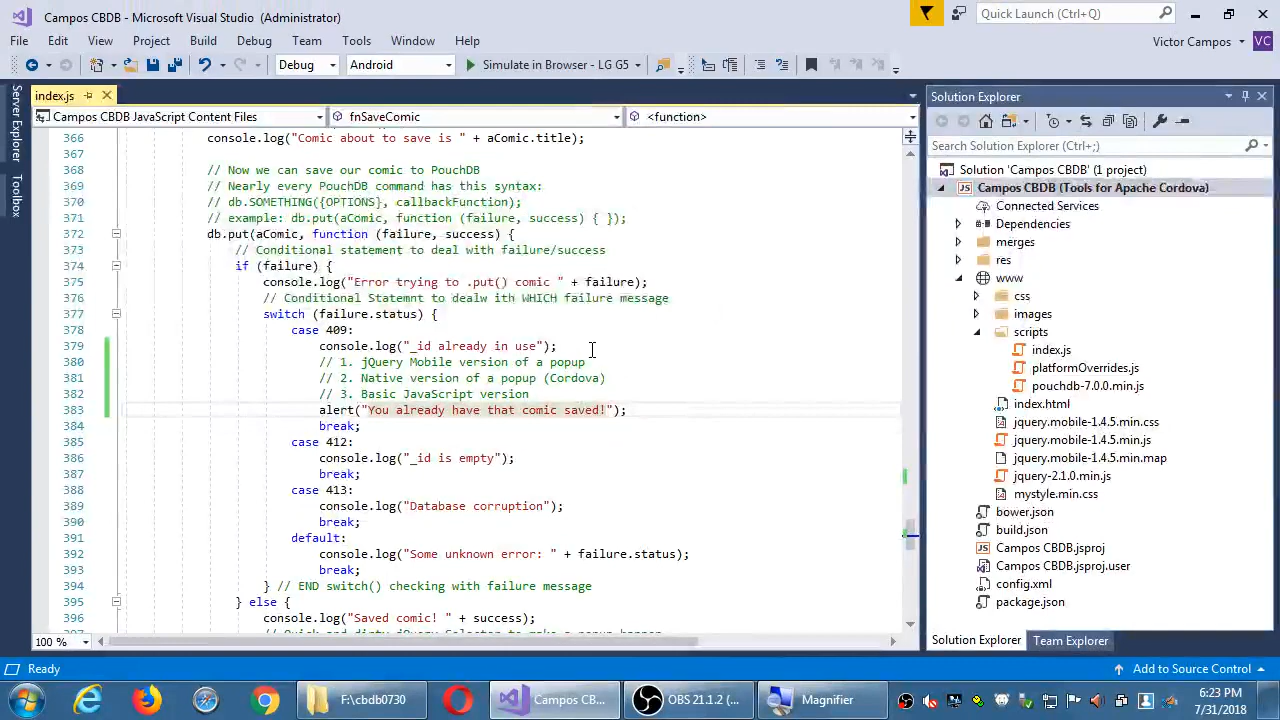 Campos CBDB - Microsoft Visual Studio (Administrator)
Quick Launch (Ctrl+Q)
File Edit View Project Build Debug Team Tools Window Help
Victor Campos VC
Debug Android Simulate in Browser - LG G5
Server Explorer
Toolbox
index.js
Campos CBDB JavaScript Content Files fnSaveComic <function>
366 console.log("Comic about to save is " + aComic.title);
367
368 // Now we can save our comic to PouchDB
369 // Nearly every PouchDB command has this syntax:
370 // db.SOMETHING({OPTIONS}, callbackFunction);
371 // example: db.put(aComic, function (failure, success) { });
372 db.put(aComic, function (failure, success) {
373 // Conditional statement to deal with failure/success
374 if (failure) {
375 console.log("Error trying to .put() comic " + failure);
376 // Conditional Statemnt to dealw ith WHICH failure message
377 switch (failure.status) {
378 case 409:
379 console.log("_id already in use");
380 // 1. jQuery Mobile version of a popup
381 // 2. Native version of a popup (Cordova)
382 // 3. Basic JavaScript version
383 alert("You already have that comic saved!");
384 break;
385 case 412:
386 console.log("_id is empty");
387 break;
388 case 413:
389 console.log("Database corruption");
390 break;
391 default:
392 console.log("Some unknown error: " + failure.status);
393 break;
394 } // END switch() checking with failure message
395 } else {
396 console.log("Saved comic! " + success);
100 %
Solution Explorer
Search Solution Explorer (Ctrl+;)
Solution 'Campos CBDB' (1 project)
JS Campos CBDB (Tools for Apache Cordova)
Connected Services
Dependencies
merges
res
www
css
images
scripts
index.js
platformOverrides.js
pouchdb-7.0.0.min.js
index.html
jquery.mobile-1.4.5.min.css
jquery.mobile-1.4.5.min.js
jquery.mobile-1.4.5.min.map
jquery-2.1.0.min.js
mystyle.min.css
bower.json
build.json
JS Campos CBDB.jsproj
Campos CBDB.jsproj.user
config.xml
package.json
Solution Explorer Team Explorer
Ready Add to Source Control
F:\cbdb0730 Campos CB... OBS 21.1.2 (... Magnifier
6:23 PM
7/31/2018